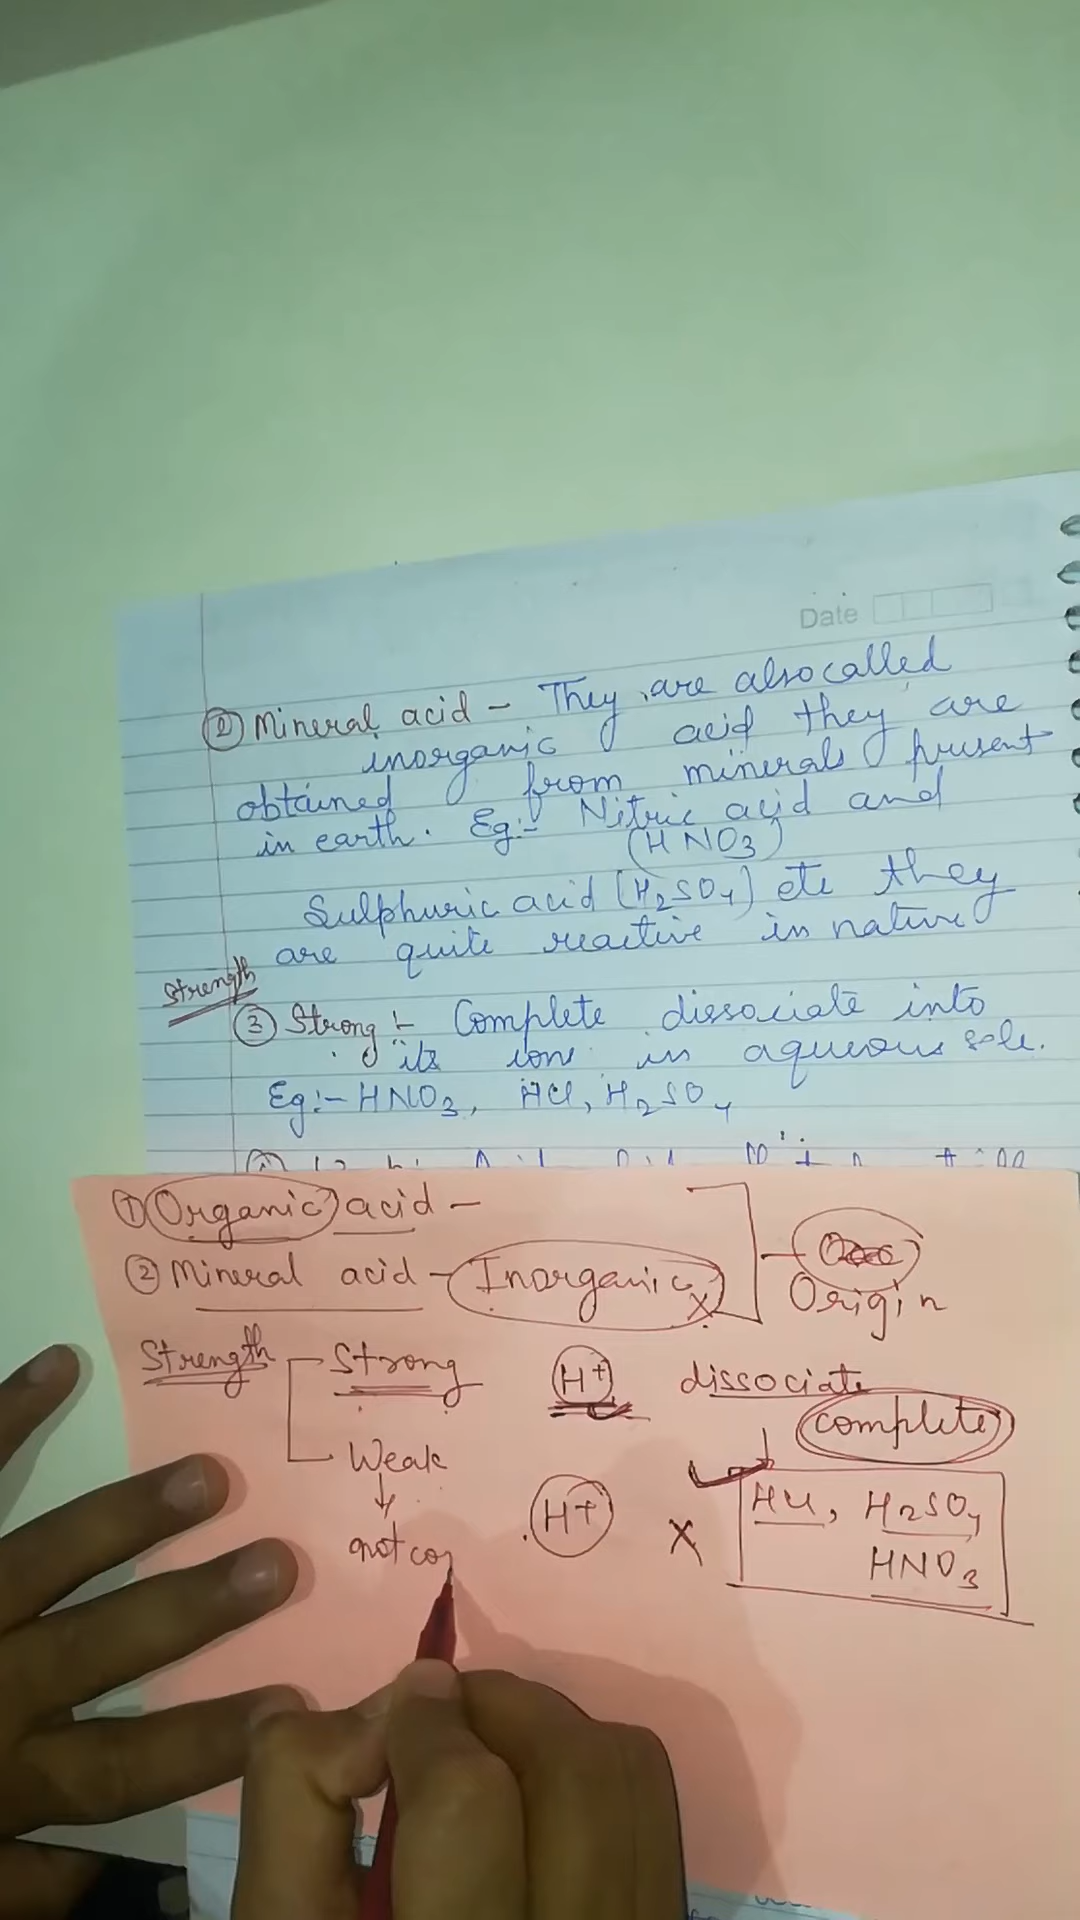 Date
② Mineral acid - They are also called
inorganic acid they are
obtained from minerals present
in earth. Eg:- Nitric acid and
(HNO3)
Sulphuric acid (H2SO4) etc they
are quite reactive in nature
Strength
③ Strong :- Complete dissociate into
its ions in aqueous soln.
Eg:- HNO3, HCl, H2SO4
① Organic acid -
② Mineral acid - Inorganic x
Origin
Strength Strong H+ dissociate
complete
Weak
H+ x HCl, H2SO4
not com
HNO3